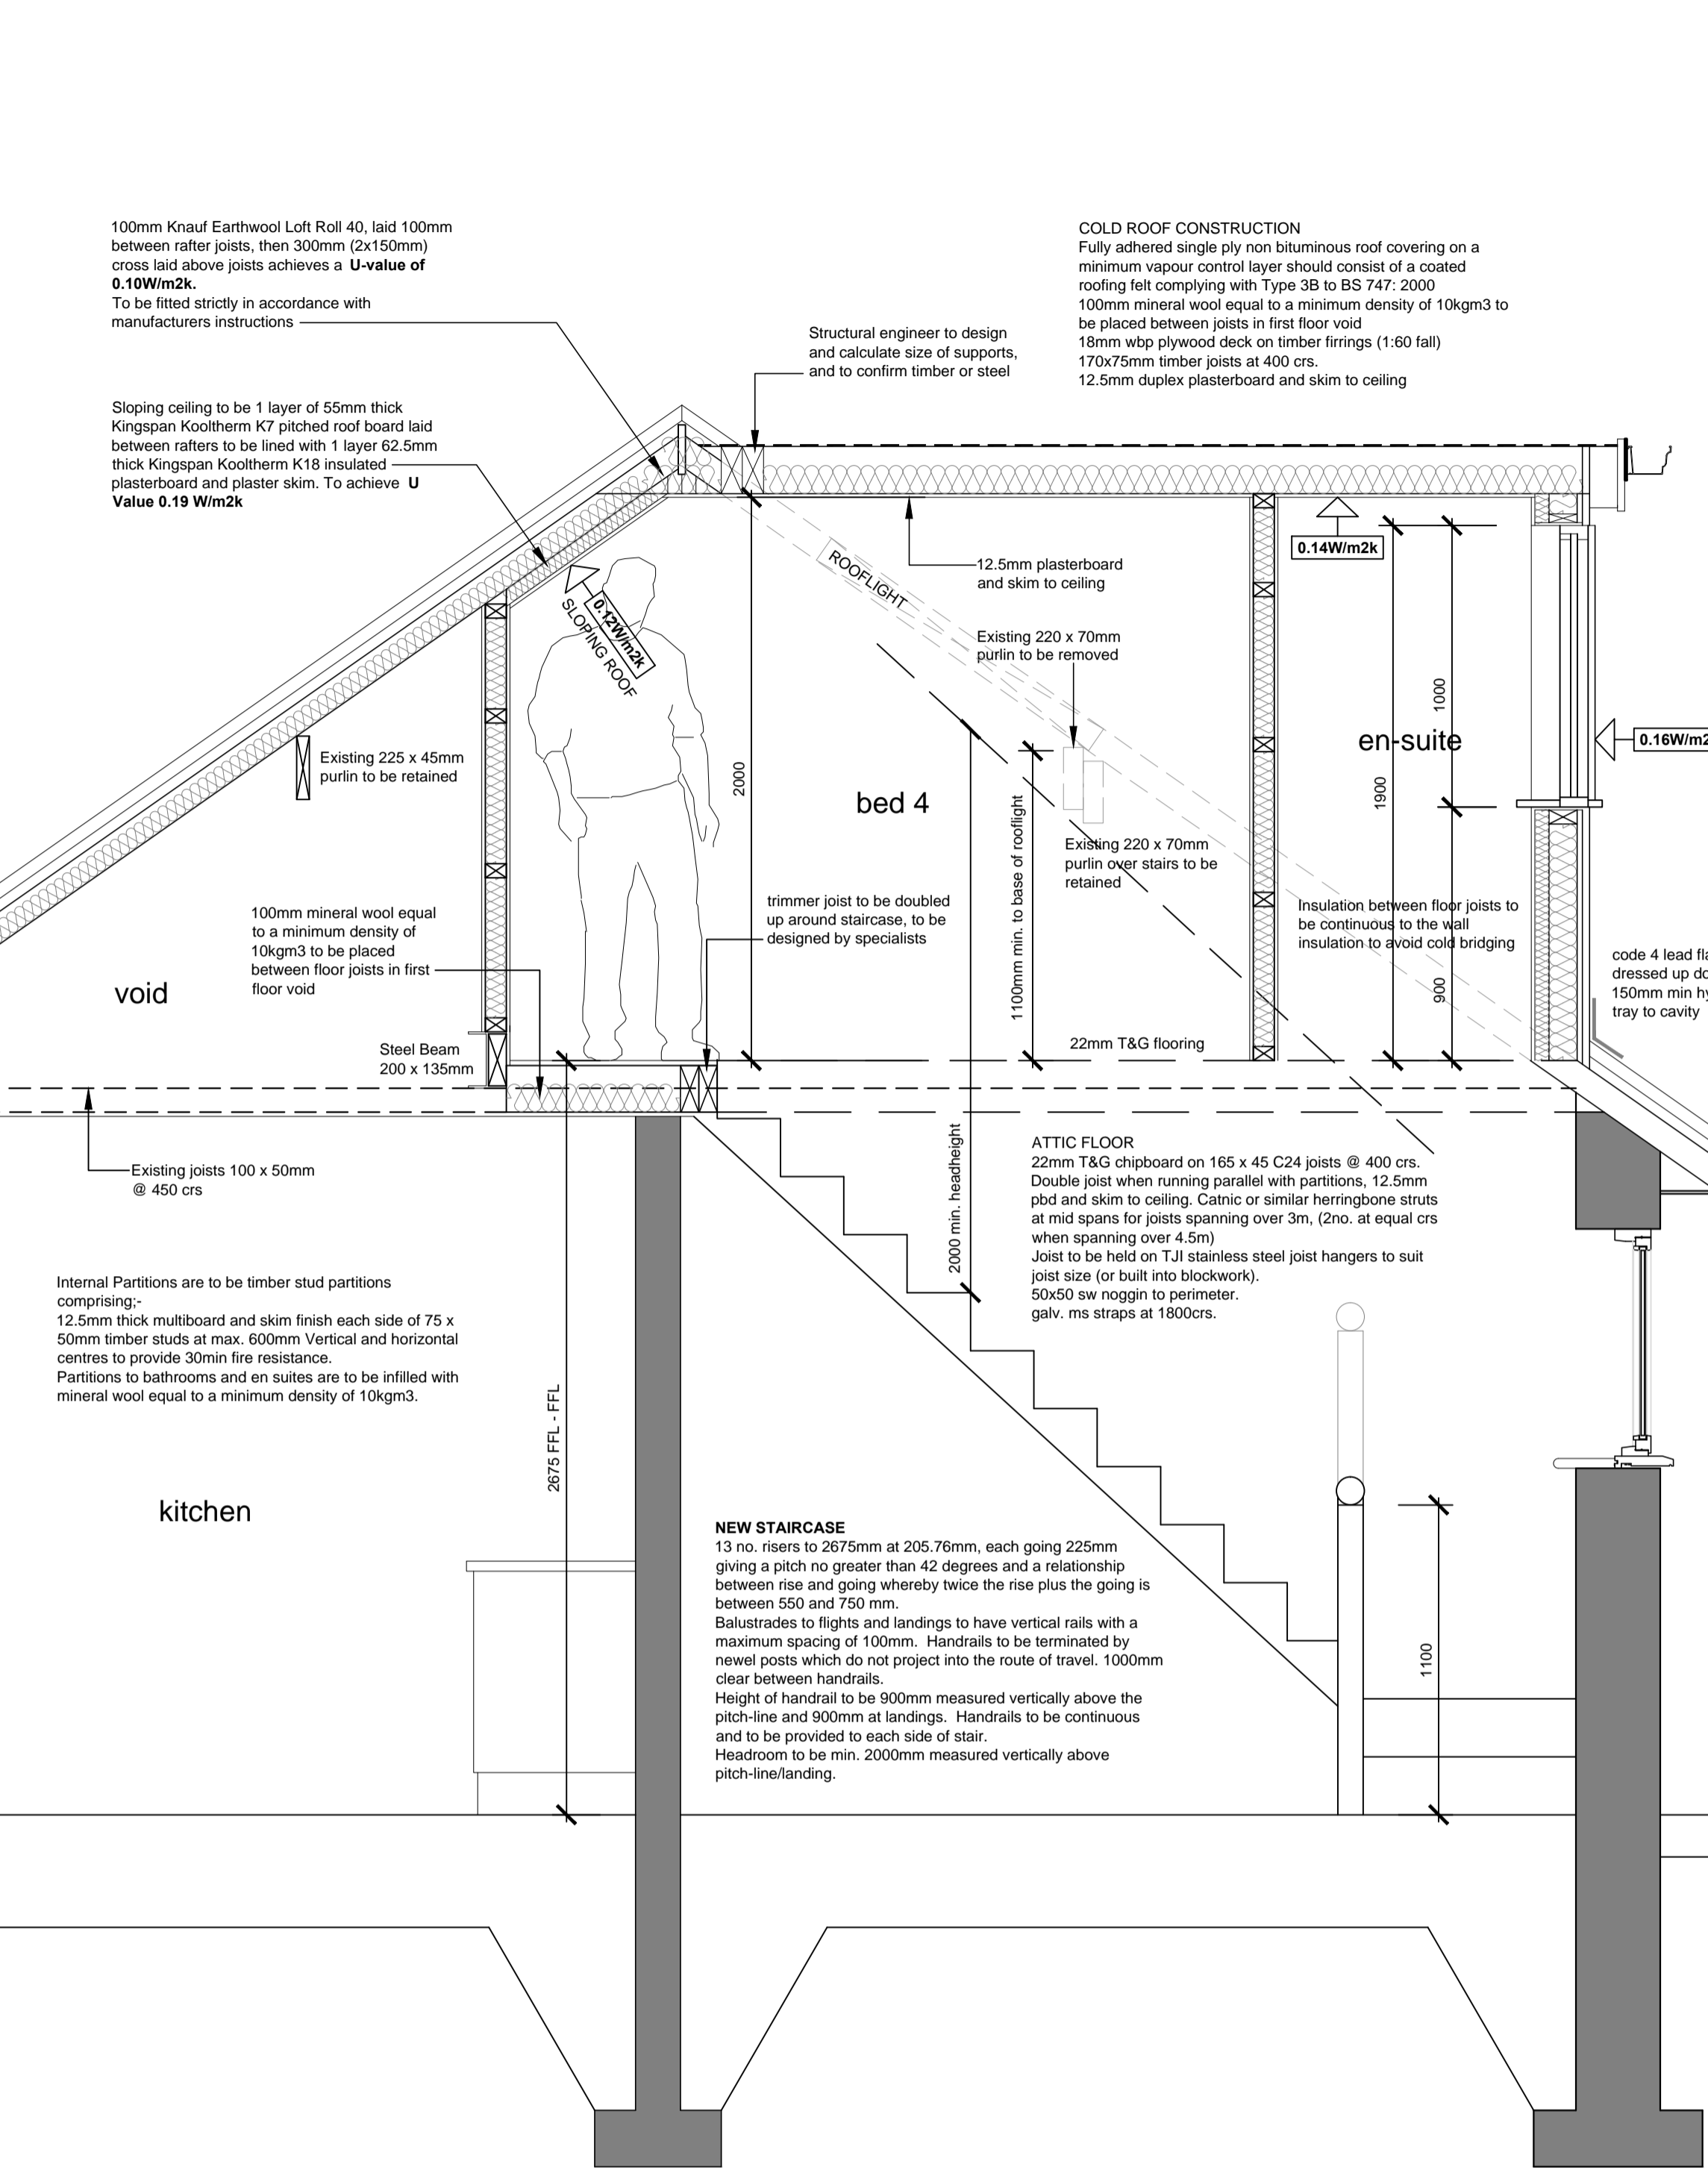 100mm Knauf Earthwool Loft Roll 40, laid 100mm
between rafter joists, then 300mm (2x150mm)
cross laid above joists achieves a U-value of
0.10W/m2k.
To be fitted strictly in accordance with
manufacturers instructions
Sloping ceiling to be 1 layer of 55mm thick
Kingspan Kooltherm K7 pitched roof board laid
between rafters to be lined with 1 layer 62.5mm
thick Kingspan Kooltherm K18 insulated
plasterboard and plaster skim. To achieve U
Value 0.19 W/m2k
Structural engineer to design
and calculate size of supports,
and to confirm timber or steel
COLD ROOF CONSTRUCTION
Fully adhered single ply non bituminous roof covering on a
minimum vapour control layer should consist of a coated
roofing felt complying with Type 3B to BS 747: 2000
100mm mineral wool equal to a minimum density of 10kgm3 to
be placed between joists in first floor void
18mm wbp plywood deck on timber firrings (1:60 fall)
170x75mm timber joists at 400 crs.
12.5mm duplex plasterboard and skim to ceiling
0.12W/m2k
SLOPING ROOF
ROOFLIGHT
12.5mm plasterboard
and skim to ceiling
0.14W/m2k
Existing 220 x 70mm
purlin to be removed
Existing 225 x 45mm
purlin to be retained
2000
bed 4
1100mm min. to base of rooflight
Existing 220 x 70mm
purlin over stairs to be
retained
en-suite
1900
1000
900
0.16W/m2
Insulation between floor joists to
be continuous to the wall
insulation to avoid cold bridging
code 4 lead fla
dressed up do
150mm min hy
tray to cavity
void
100mm mineral wool equal
to a minimum density of
10kgm3 to be placed
between floor joists in first
floor void
trimmer joist to be doubled
up around staircase, to be
designed by specialists
Steel Beam
200 x 135mm
22mm T&G flooring
Existing joists 100 x 50mm
@ 450 crs
2000 min. headheight
ATTIC FLOOR
22mm T&G chipboard on 165 x 45 C24 joists @ 400 crs.
Double joist when running parallel with partitions, 12.5mm
pbd and skim to ceiling. Catnic or similar herringbone struts
at mid spans for joists spanning over 3m, (2no. at equal crs
when spanning over 4.5m)
Joist to be held on TJI stainless steel joist hangers to suit
joist size (or built into blockwork).
50x50 sw noggin to perimeter.
galv. ms straps at 1800crs.
Internal Partitions are to be timber stud partitions
comprising;-
12.5mm thick multiboard and skim finish each side of 75 x
50mm timber studs at max. 600mm Vertical and horizontal
centres to provide 30min fire resistance.
Partitions to bathrooms and en suites are to be infilled with
mineral wool equal to a minimum density of 10kgm3.
2675 FFL - FFL
kitchen
NEW STAIRCASE
13 no. risers to 2675mm at 205.76mm, each going 225mm
giving a pitch no greater than 42 degrees and a relationship
between rise and going whereby twice the rise plus the going is
between 550 and 750 mm.
Balustrades to flights and landings to have vertical rails with a
maximum spacing of 100mm. Handrails to be terminated by
newel posts which do not project into the route of travel. 1000mm
clear between handrails.
Height of handrail to be 900mm measured vertically above the
pitch-line and 900mm at landings. Handrails to be continuous
and to be provided to each side of stair.
Headroom to be min. 2000mm measured vertically above
pitch-line/landing.
1100